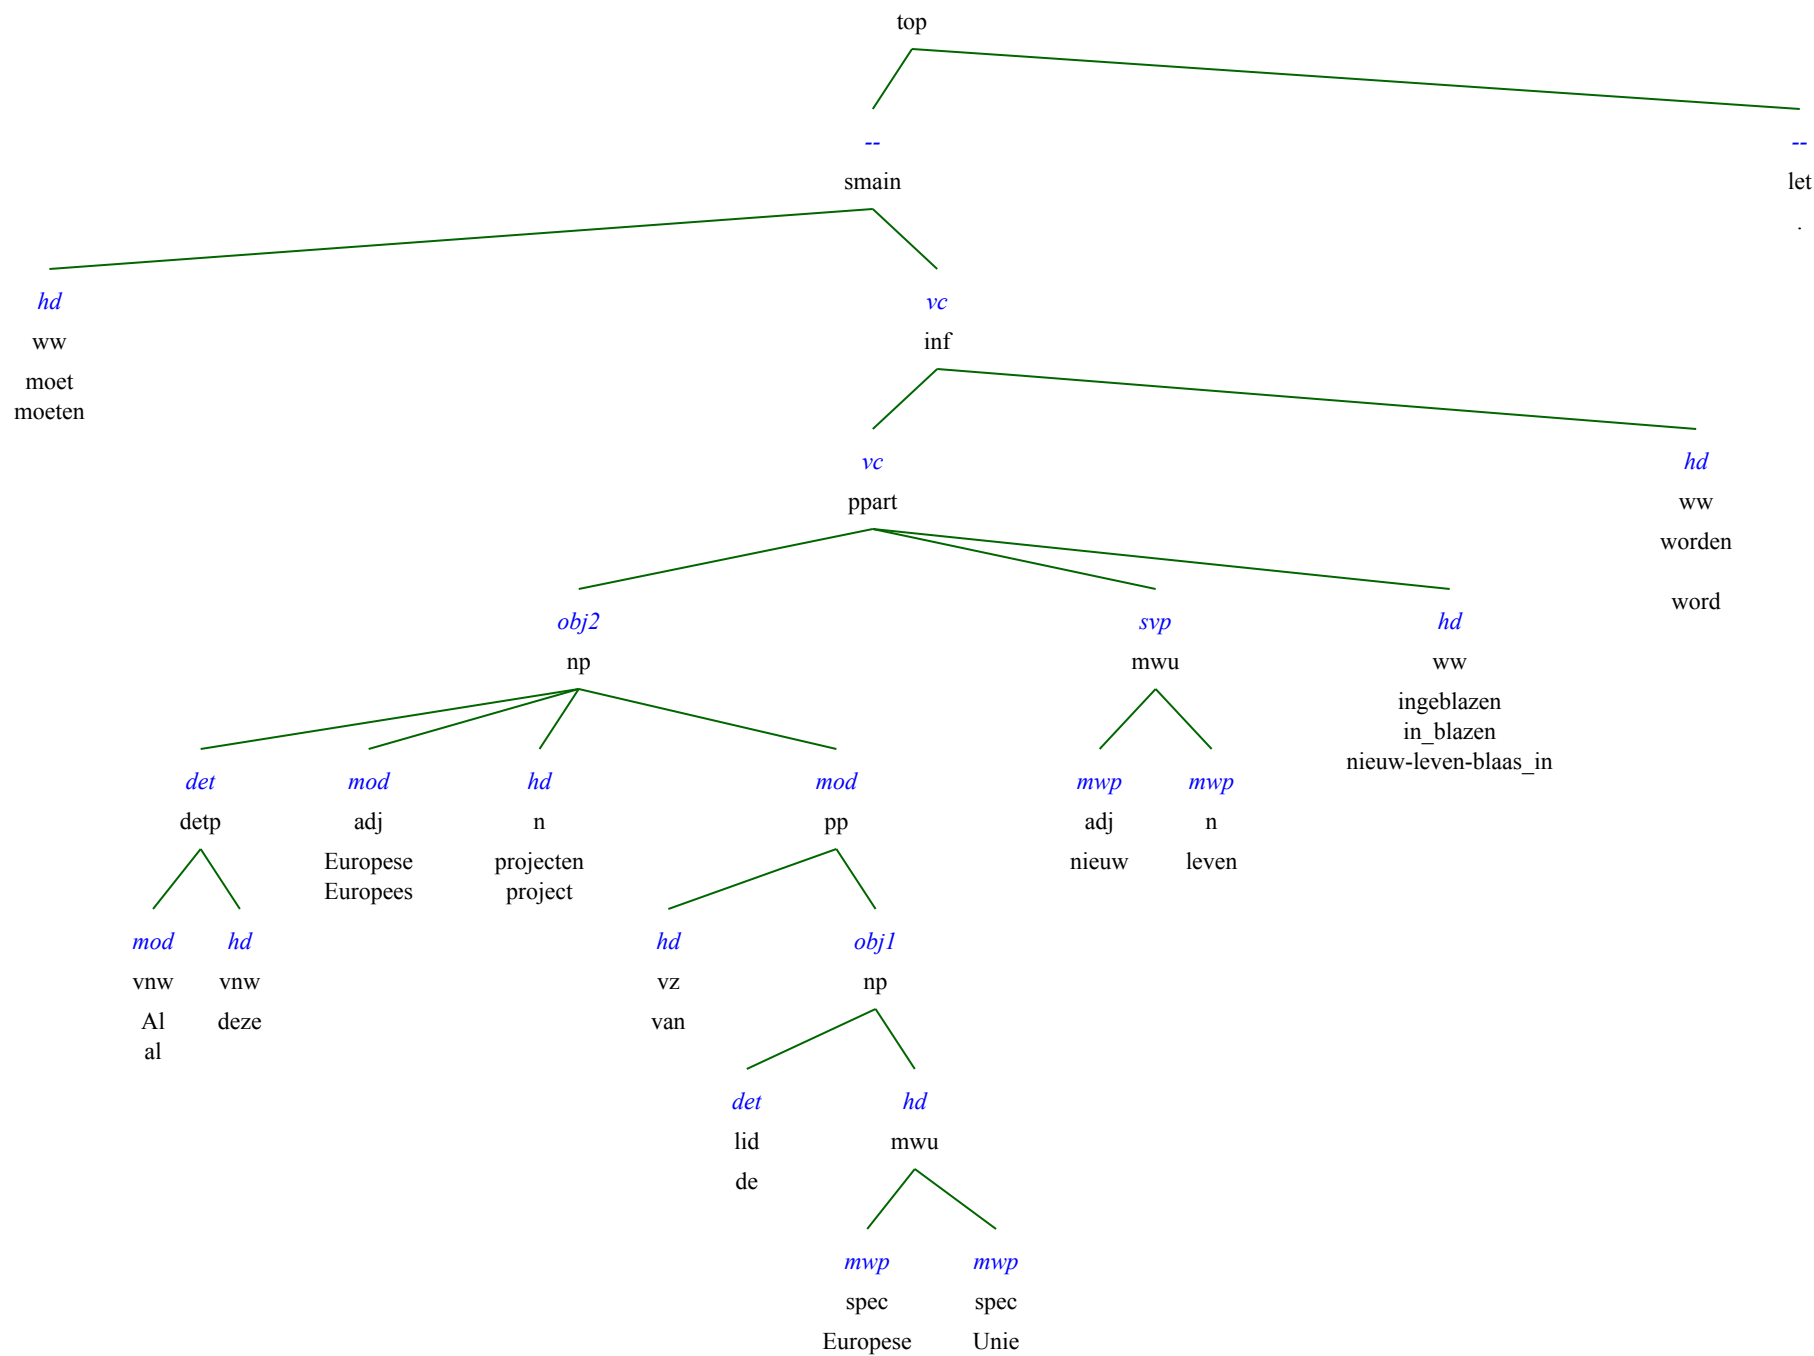 top
-- --
smain let
.
hd vc
ww inf
moet
moeten
vc hd
ppart ww
worden
word
obj2 svp hd
np mwu ww
ingeblazen
in_blazen
nieuw-leven-blaas_in
det mod hd mod mwp mwp
detp adj n pp adj n
Europese projecten nieuw leven
Europees project
mod hd hd obj1
vnw vnw vz np
Al deze van
al
det hd
lid mwu
de
mwp mwp
spec spec
Europese Unie